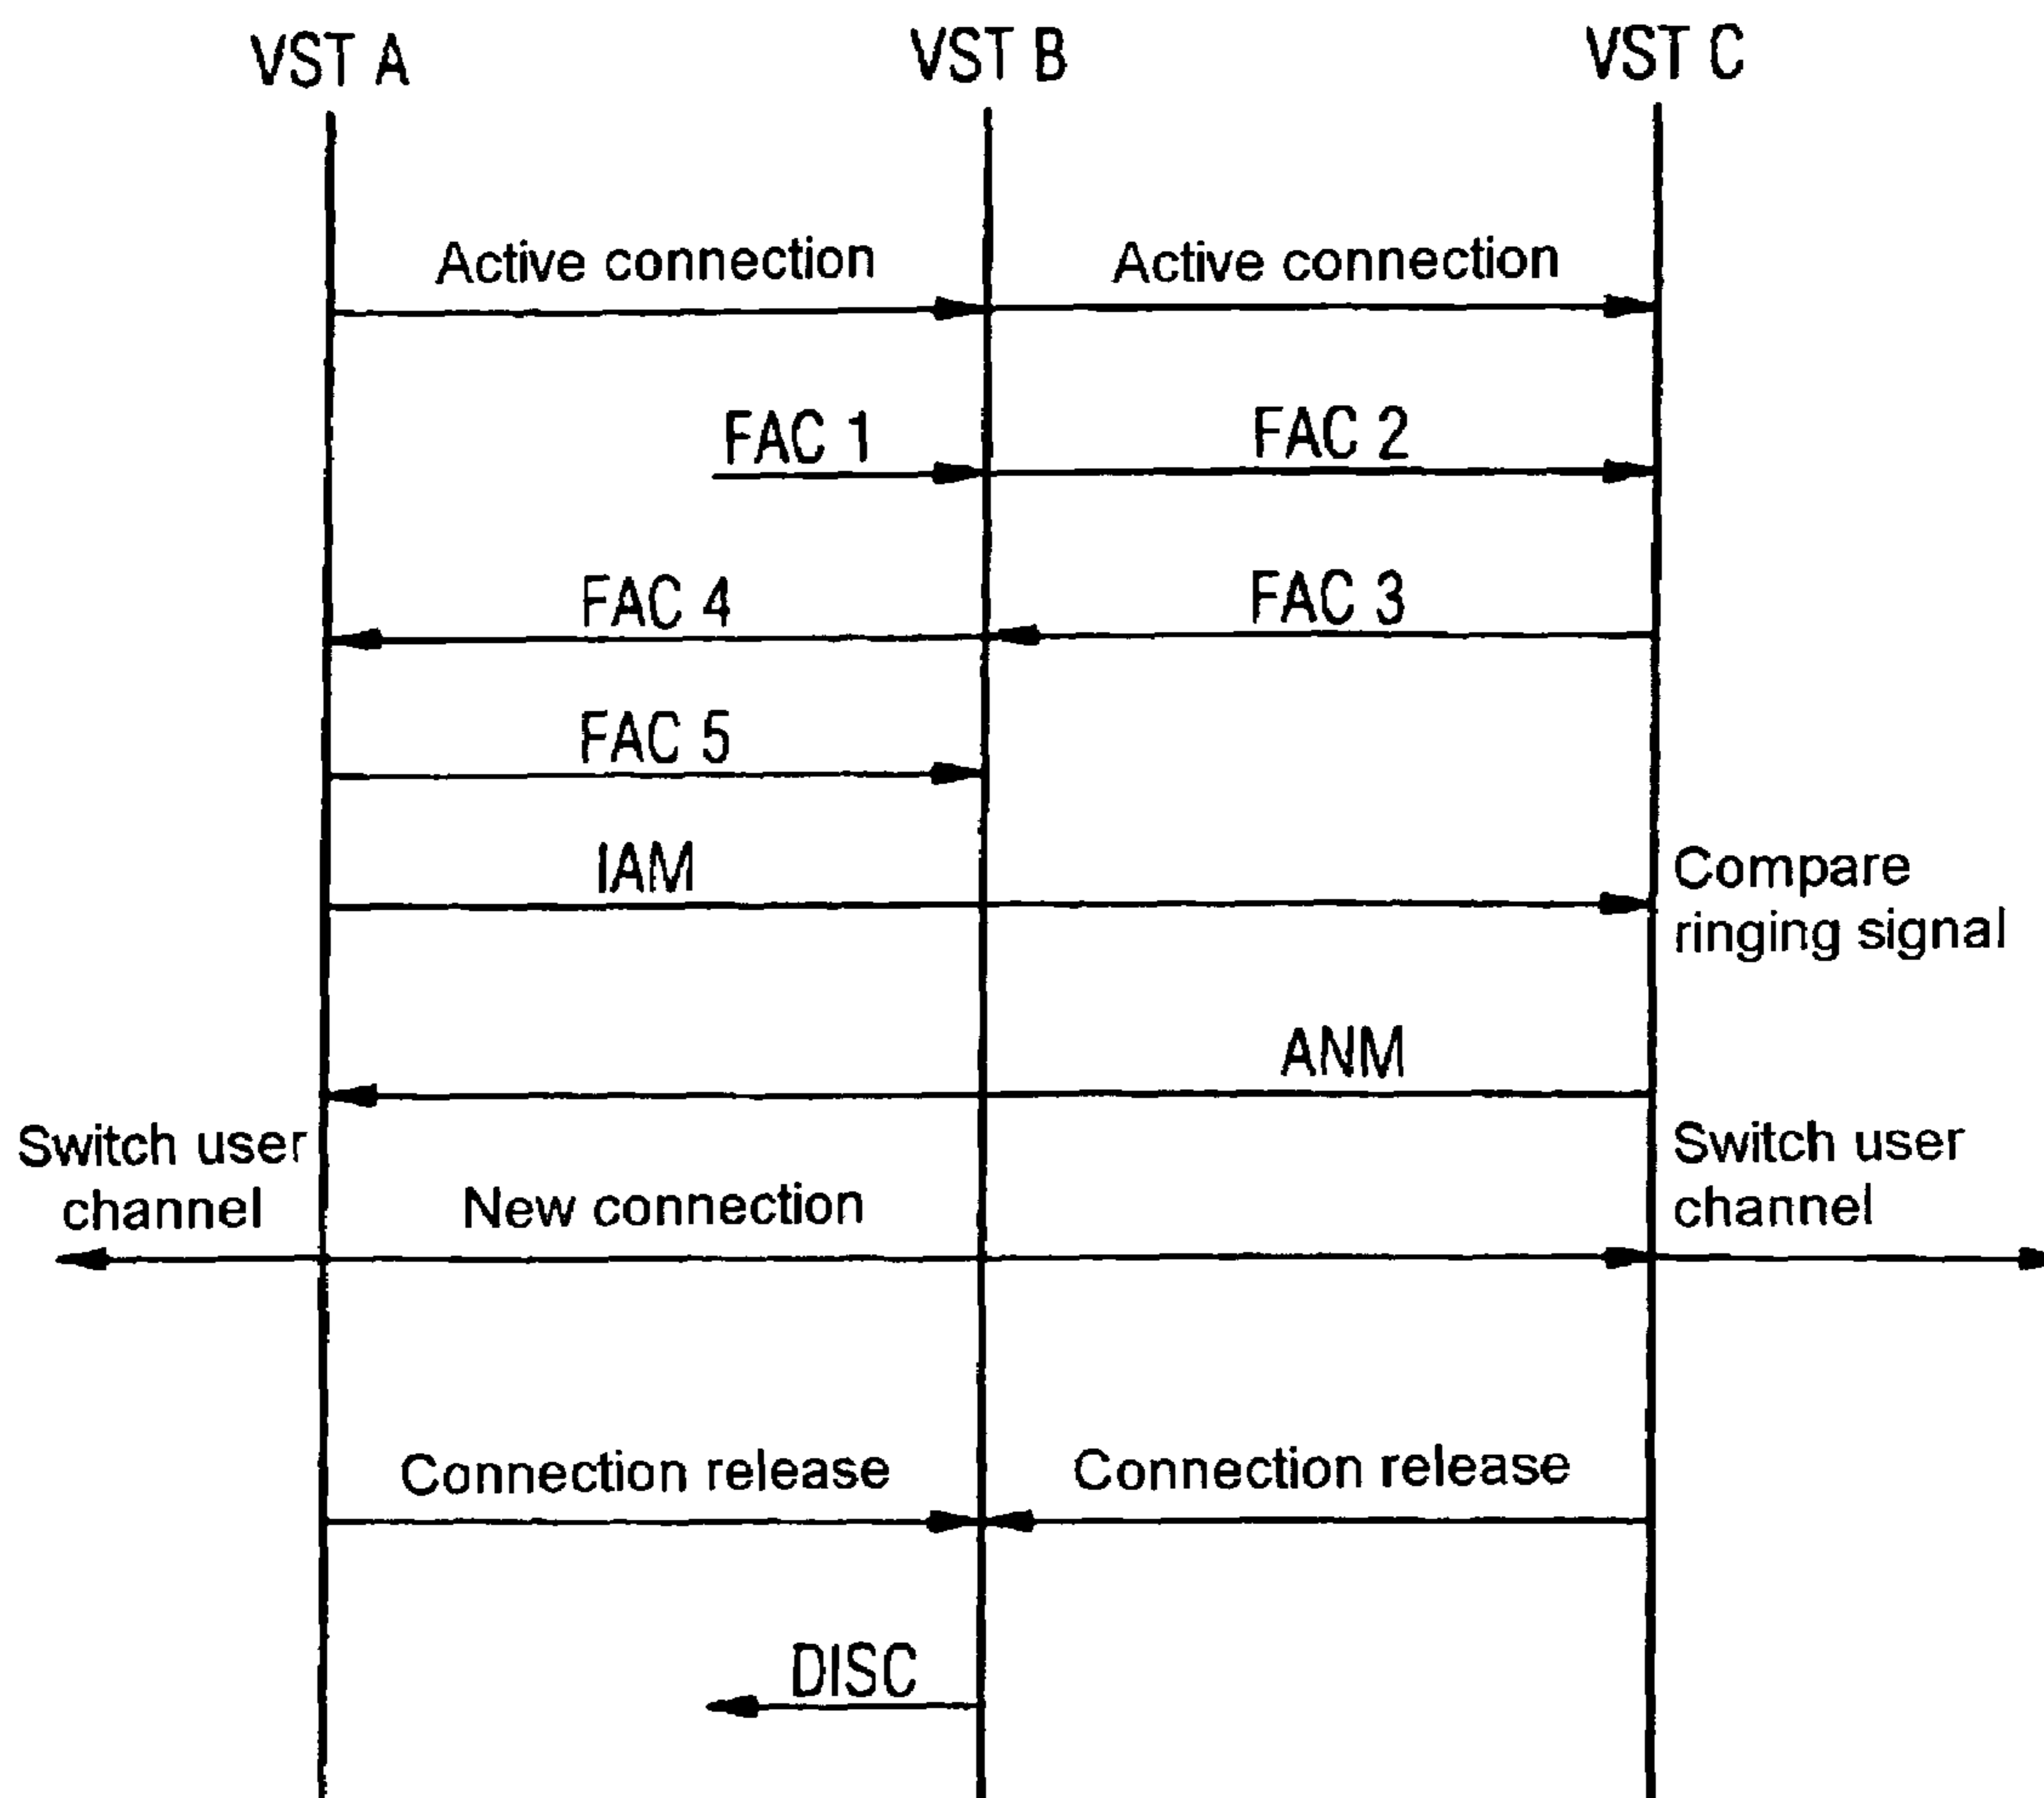 VST A
VST B
VST C
Active connection
Active connection
FAC 1
FAC 2
FAC 4
FAC 3
FAC 5
IAM
Compare
ringing signal
ANM
Switch user
channel
New connection
Switch user
channel
Connection release
Connection release
DISC